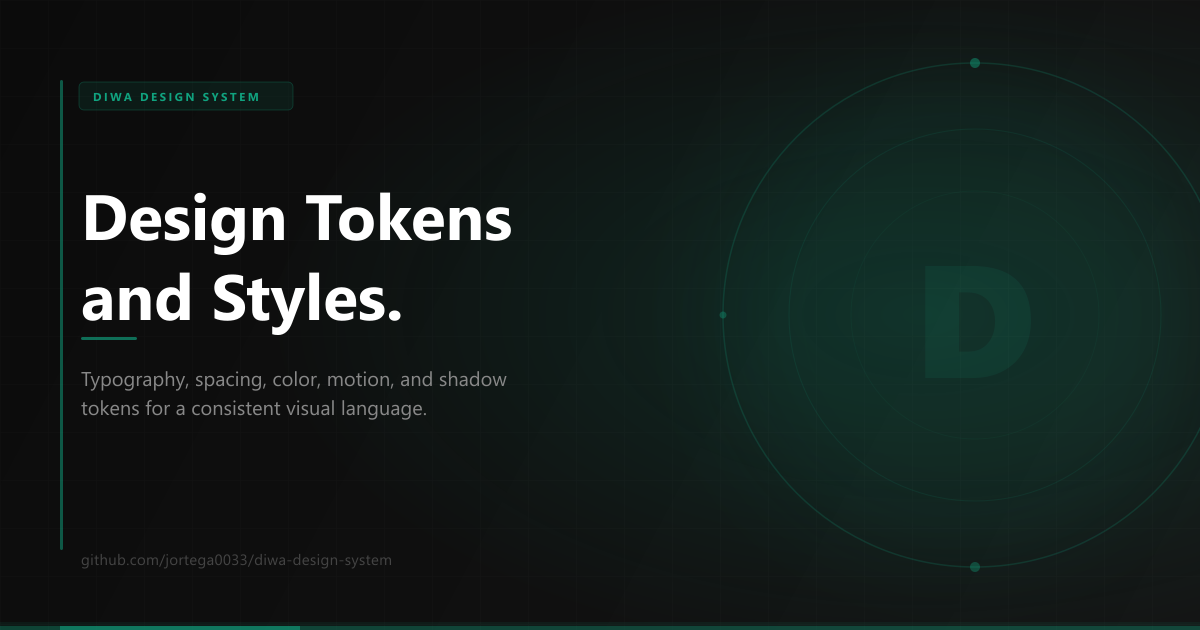 DIWA DESIGN SYSTEM
Design Tokens
and Styles.
Typography, spacing, color, motion, and shadow
tokens for a consistent visual language.
github.com/jortega0033/diwa-design-system
D